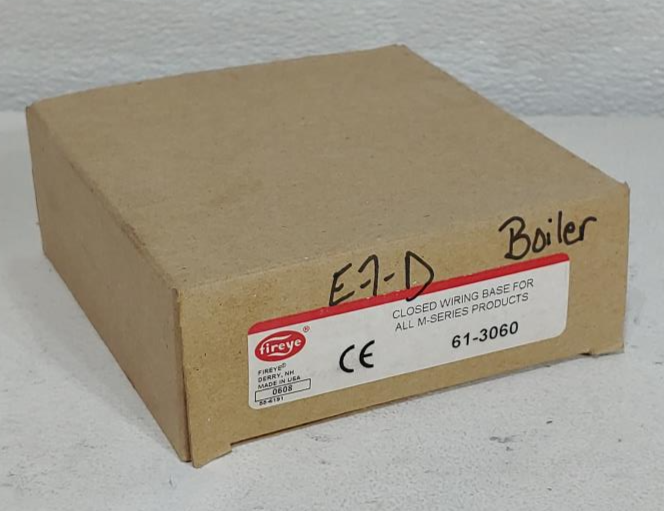 E-7-D Boiler
CLOSED WIRING BASE FOR
ALL M-SERIES PRODUCTS
61-3060
CE
fireye®
FIREYE®
DERRY, NH
MADE IN USA
0608